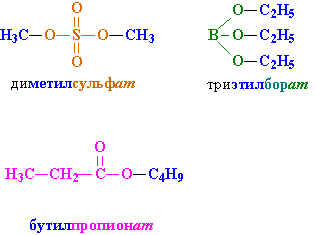 O
H₃C—O—S—O—CH₃
O
диметилсульфат
O—C₂H₅
B—O—C₂H₅
O—C₂H₅
триэтилборат
O
H₃C—CH₂—C—O—C₄H₉
бутилпропионат